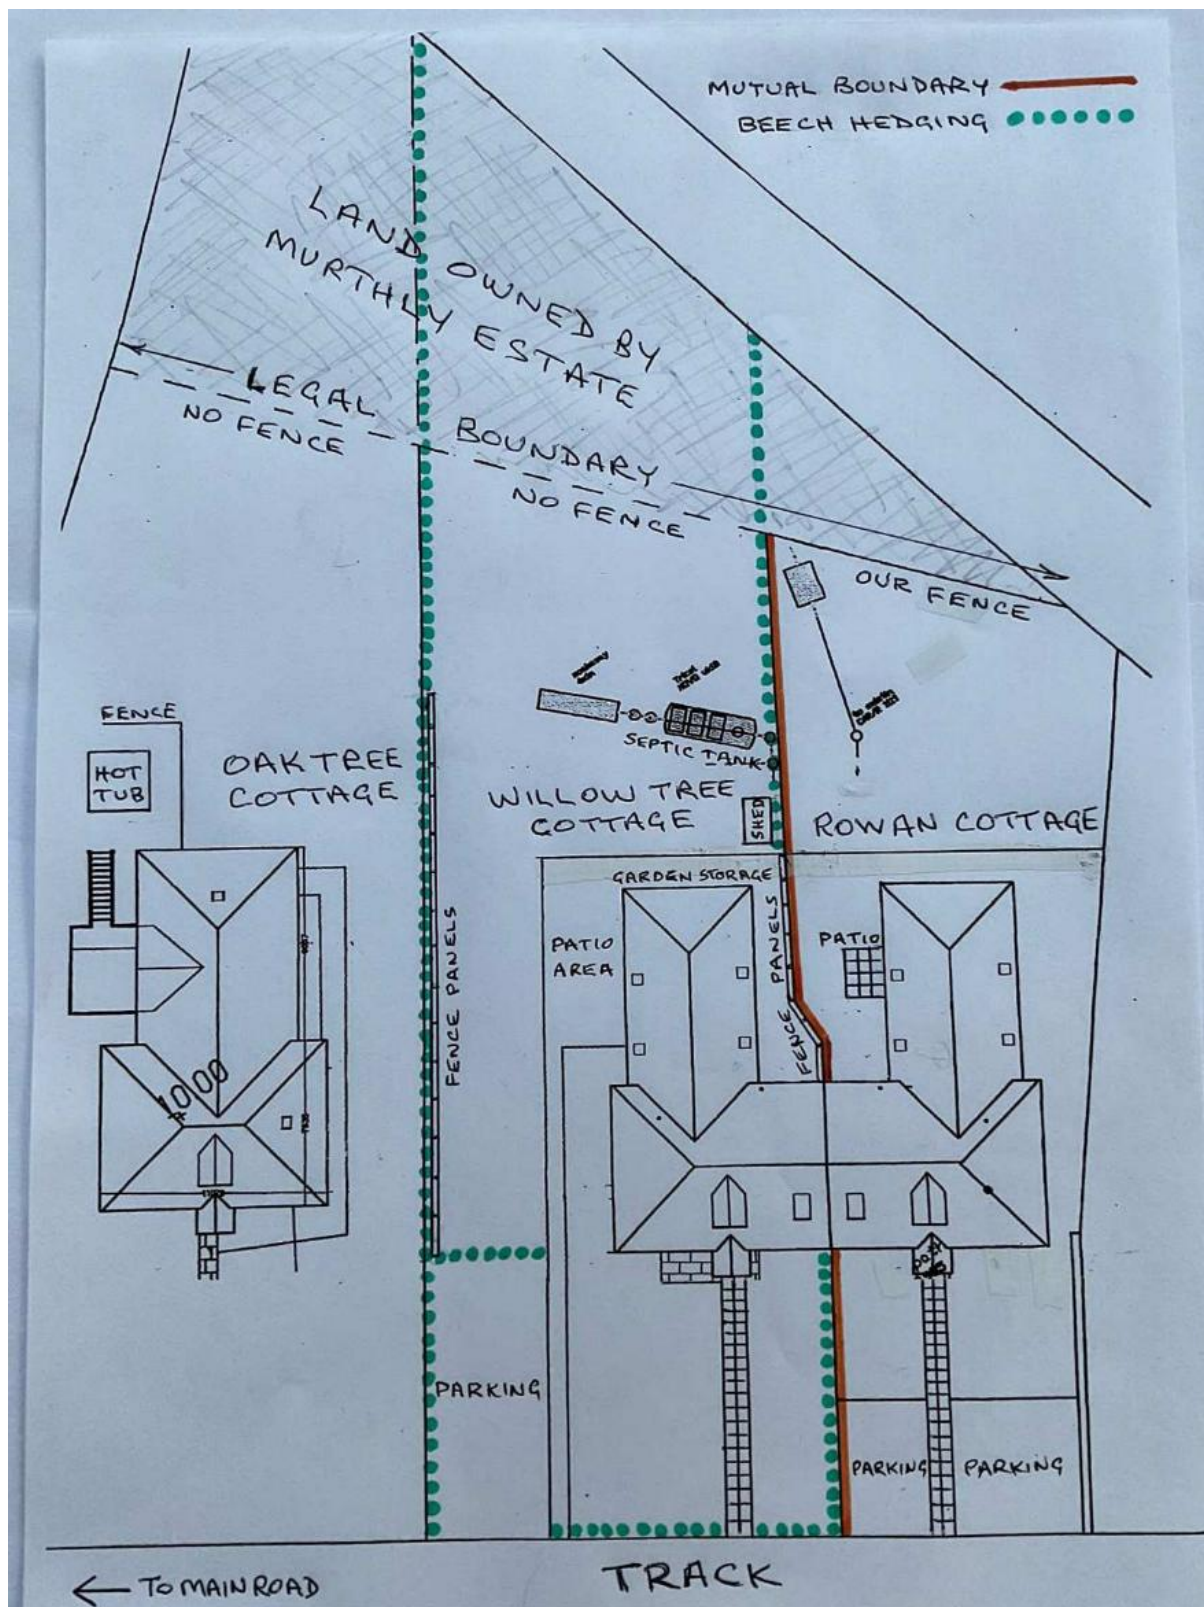 MUTUAL BOUNDARY
BEECH HEDGING
LAND OWNED BY
MURTHLY ESTATE
LEGAL BOUNDARY
NO FENCE
NO FENCE
OUR FENCE
FENCE
HOT
TUB
OAKTREE
COTTAGE
SEPTIC TANK
WILLOW TREE
COTTAGE
SHED
ROWAN COTTAGE
GARDEN STORAGE
PATIO
AREA
FENCE PANELS
PATIO
FENCE PANELS
1000
PARKING
PARKING
PARKING
TRACK
← TO MAIN ROAD